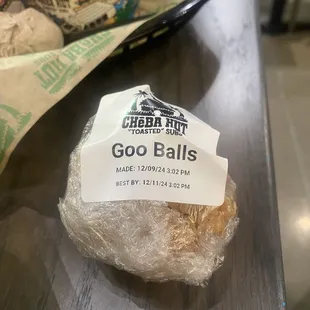 CHēBA HUT
"TOASTED" SUBS
Goo Balls
MADE: 12/09/24 3:02 PM
BEST BY: 12/11/24 3:02 PM